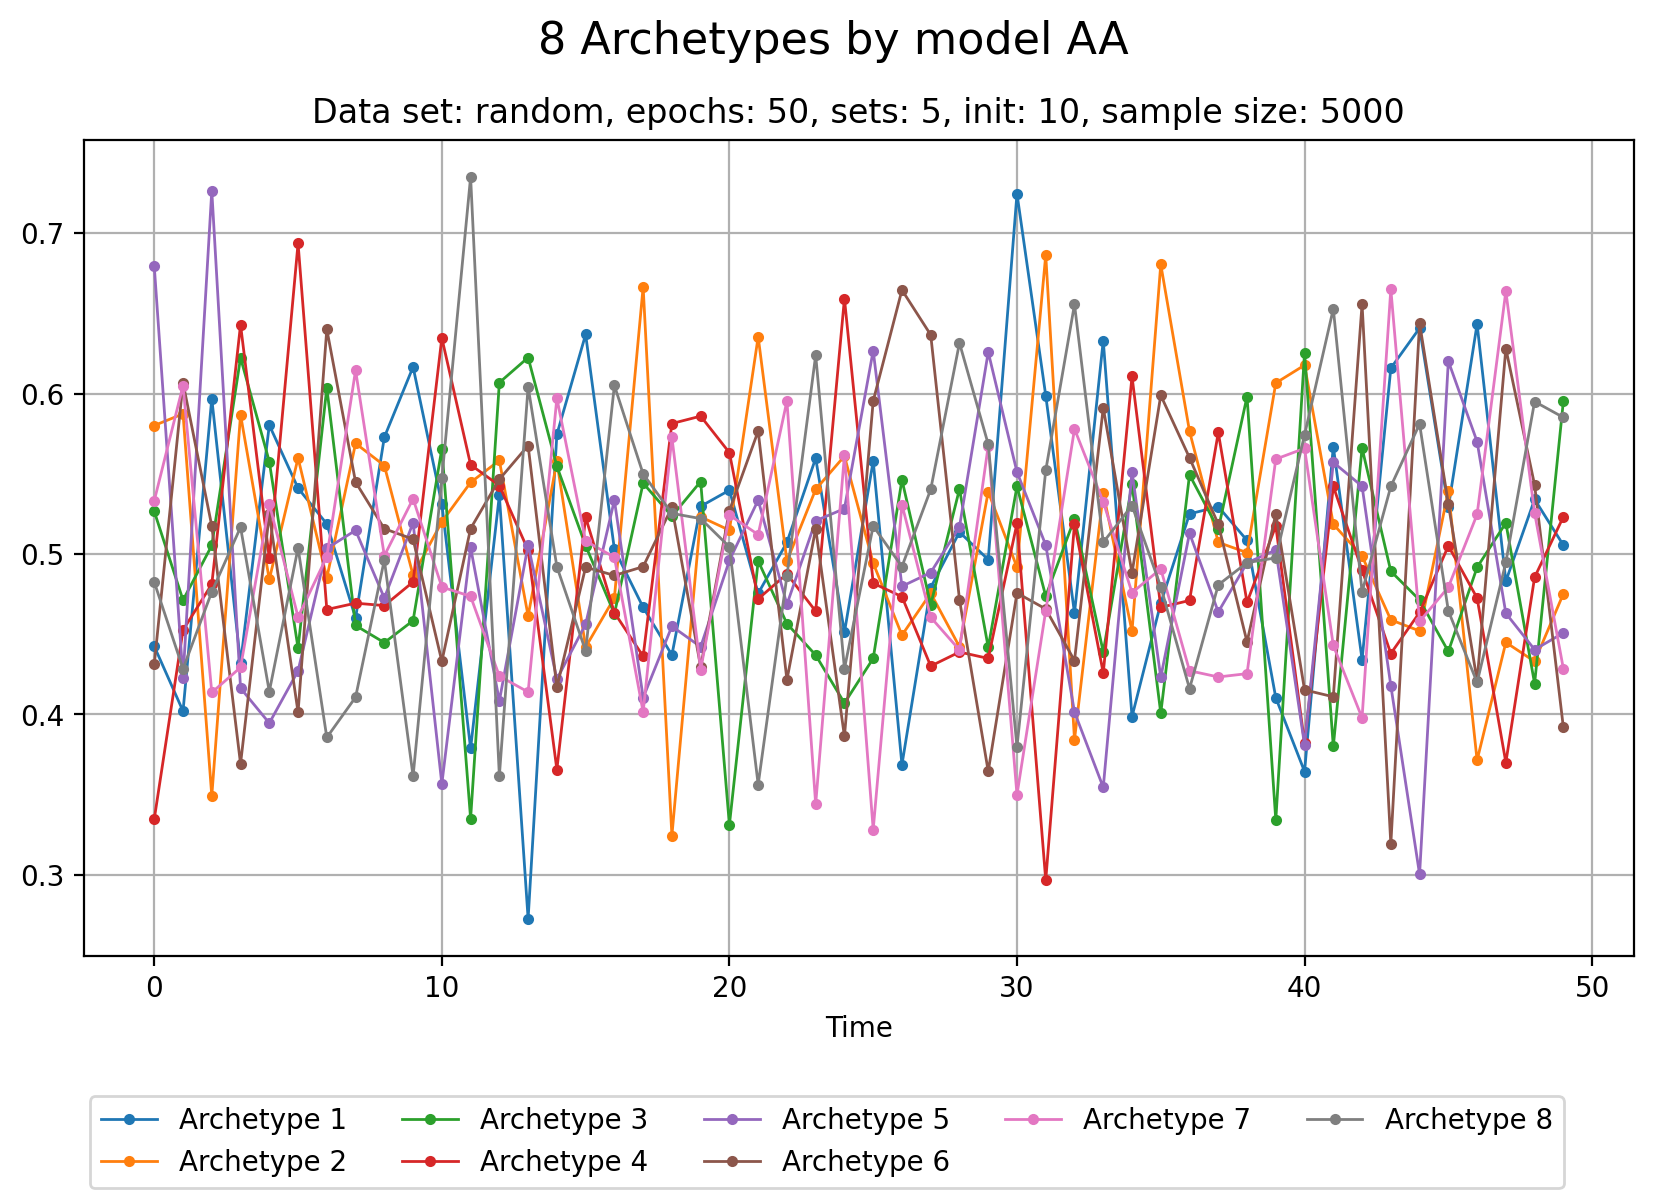 8 Archetypes by model AA
Data set: random, epochs: 50, sets: 5, init: 10, sample size: 5000
0.7
0.6
0.5
0.4
0.3
0 10 20 30 40 50
Time
Archetype 1 Archetype 3 Archetype 5 Archetype 7 Archetype 8
Archetype 2 Archetype 4 Archetype 6